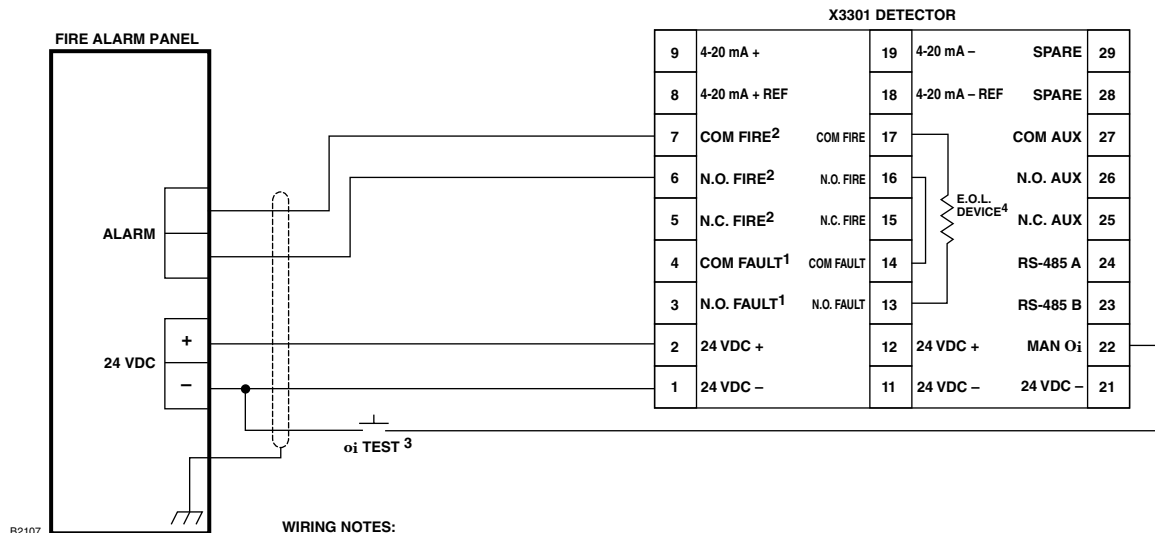 X3301 DETECTOR
FIRE ALARM PANEL
9 4-20 mA + 19 4-20 mA – SPARE 29
8 4-20 mA + REF 18 4-20 mA – REF SPARE 28
7 COM FIRE2 COM FIRE 17 COM AUX 27
6 N.O. FIRE2 N.O. FIRE 16 N.O. AUX 26
E.O.L.
DEVICE4
5 N.C. FIRE2 N.C. FIRE 15 N.C. AUX 25
ALARM
4 COM FAULT1 COM FAULT 14 RS-485 A 24
3 N.O. FAULT1 N.O. FAULT 13 RS-485 B 23
+
24 VDC
–
2 24 VDC + 12 24 VDC + MAN Oi 22
1 24 VDC – 11 24 VDC – 24 VDC – 21
oi TEST 3
B2107
WIRING NOTES: